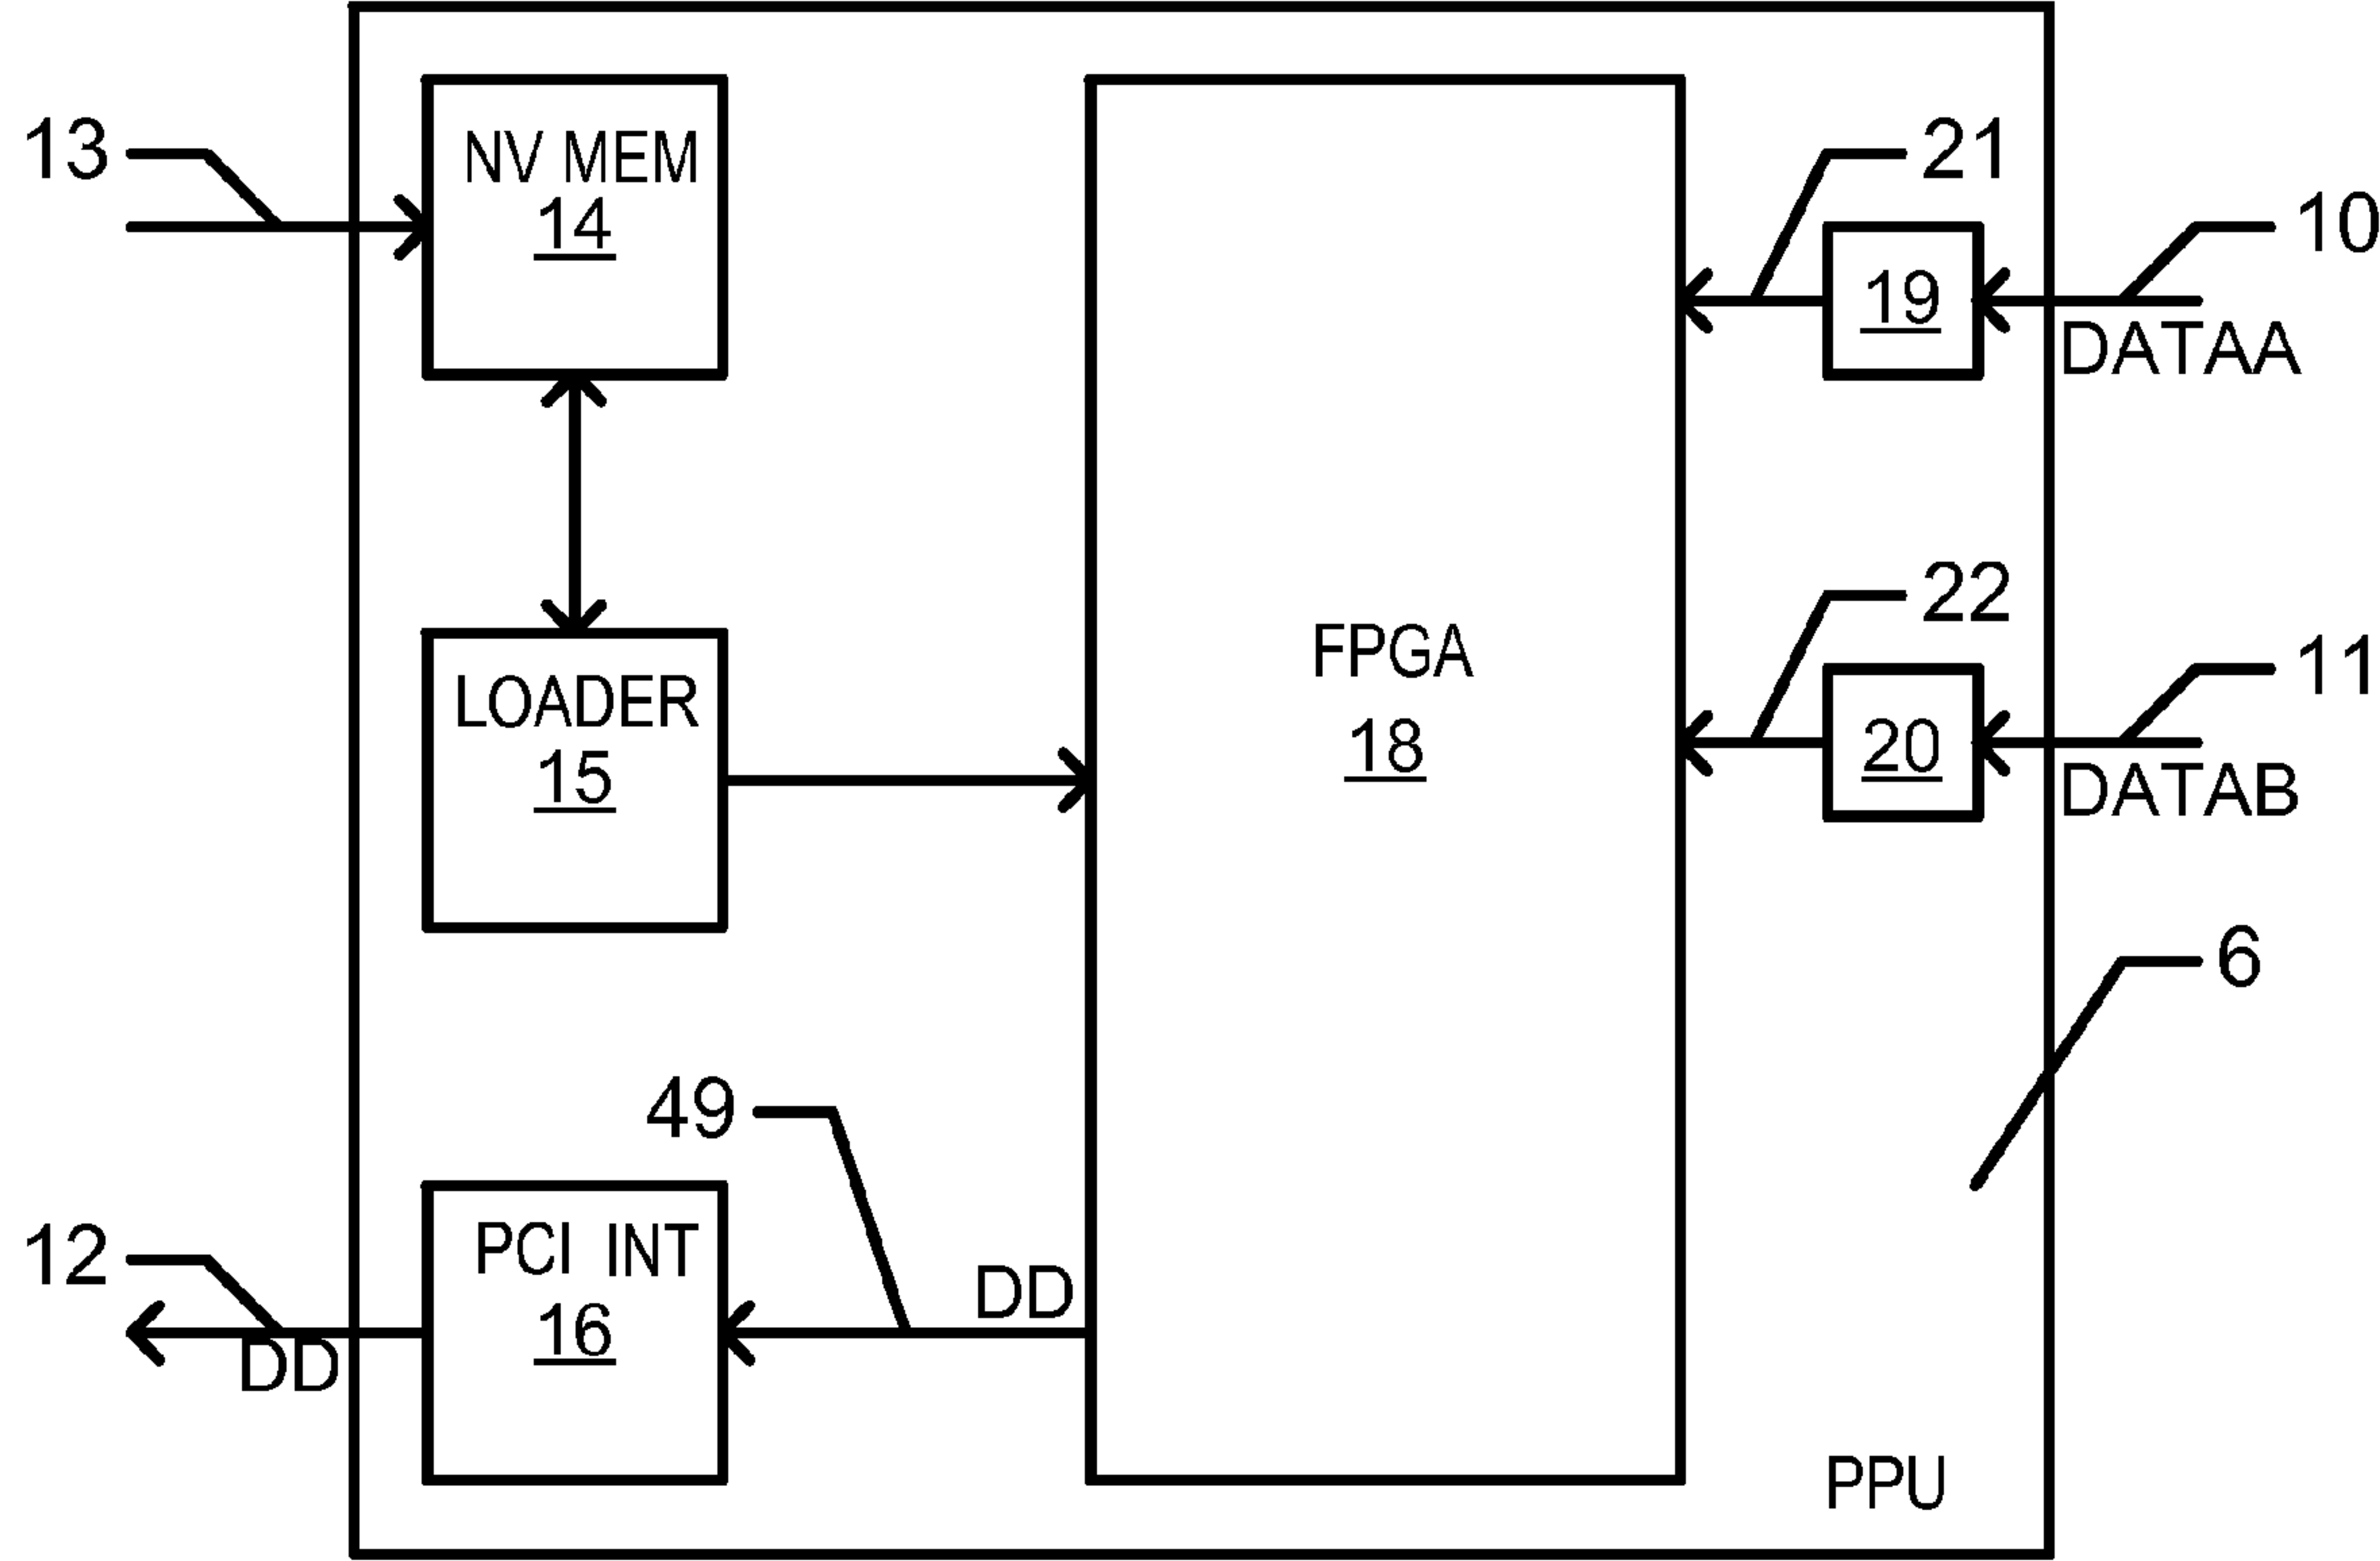 13
NV MEM
14
21
10
19
DATAA
22
11
FPGA
18
20
DATAB
LOADER
15
6
49
12
PCI INT
16
DD
DD
PPU